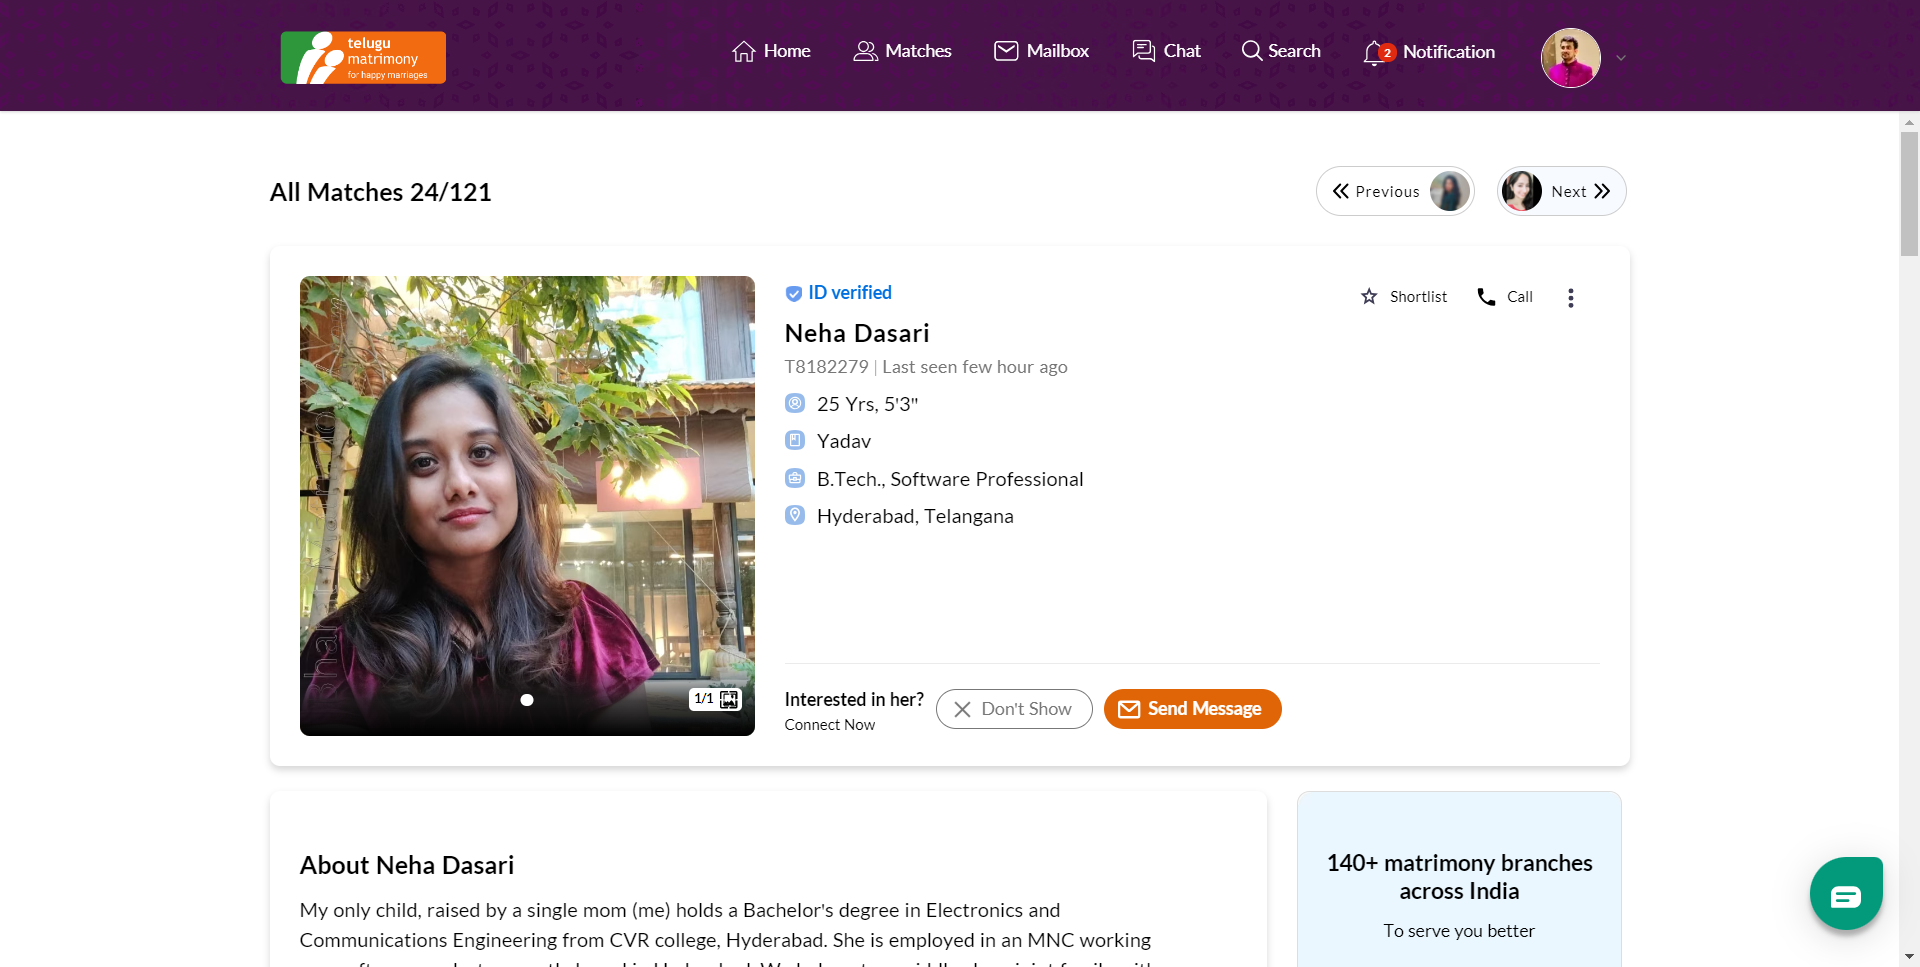 telugu
matrimony
for happy marriages
Home
Matches
Mailbox
Chat
Search
2
Notification
All Matches 24/121
Previous
Next
ID verified
Shortlist
Call
Neha Dasari
T8182279 | Last seen few hour ago
25 Yrs, 5'3"
Yadav
B.Tech., Software Professional
Hyderabad, Telangana
1/1
Interested in her?
Connect Now
Don't Show
Send Message
About Neha Dasari
My only child, raised by a single mom (me) holds a Bachelor's degree in Electronics and
Communications Engineering from CVR college, Hyderabad. She is employed in an MNC working
140+ matrimony branches
across India
To serve you better